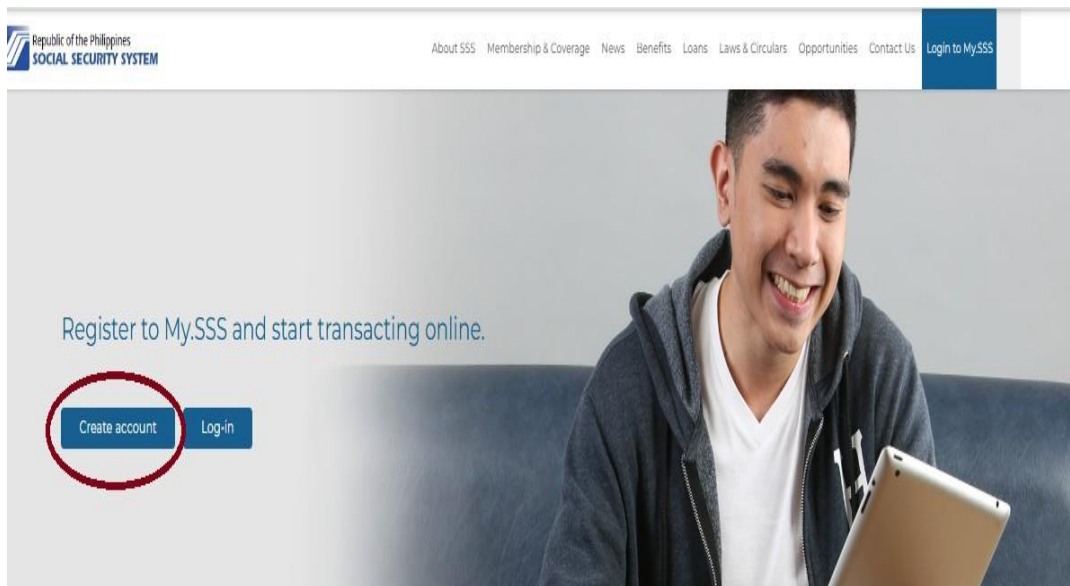 Republic of the Philippines
SOCIAL SECURITY SYSTEM
About SSS Membership & Coverage News Benefits Loans Laws & Circulars Opportunities Contact Us Login to My.SSS
Register to My.SSS and start transacting online.
Create account Log-in